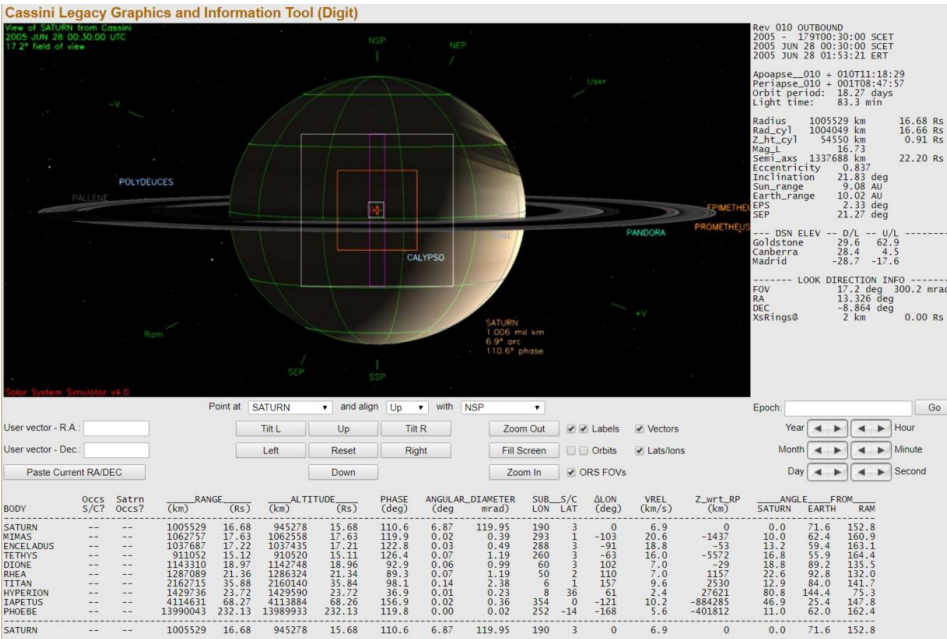 Cassini Legacy Graphics and Information Tool (Digit)
View of SATURN from Cassini
2005 JUN 28 00:30:00 UTC
17.2° field of view
NSP
NEP
User
-V
POLYDEUCES
PALLENE
EPIMETHE
PROMETHEUS
PANDORA
CALYPSO
SATURN
1.006 mil km
6.9° arc
110.6° phase
+V
Ram
SEP
SSP
Solar System Simulator v4.0
Rev 010 OUTBOUND
2005 - 179T00:30:00 SCET
2005 JUN 28 00:30:00 SCET
2005 JUN 28 01:53:21 ERT
Apoapse__010 + 010T11:18:29
Periapse_010 + 001T08:47:57
Orbit period: 18.27 days
Light time: 83.3 min
Radius 1005529 km 16.68 Rs
Rad_cyl 1004049 km 16.66 Rs
Z_ht_cyl 54550 km 0.91 Rs
Mag_L 16.73
Semi_axs 1337688 km 22.20 Rs
Eccentricity 0.837
Inclination 21.83 deg
Sun_range 9.08 AU
Earth_range 10.02 AU
EPS 2.33 deg
SEP 21.27 deg
--- DSN ELEV -- D/L -- U/L -------
Goldstone 29.6 62.9
Canberra 28.4 4.5
Madrid -28.7 -17.6
------- LOOK DIRECTION INFO -------
FOV 17.2 deg 300.2 mrad
RA 13.326 deg
DEC -8.864 deg
XsRings@ 2 km 0.00 Rs
Point at SATURN and align Up with NSP
Epoch: Go
User vector - R.A.: Tilt L Up Tilt R Zoom Out Labels Vectors Year Hour
User vector - Dec.: Left Reset Right Fill Screen Orbits Lats/lons Month Minute
Paste Current RA/DEC Down Zoom In ORS FOVs Day Second
Occs Satrn _____RANGE_____ ____ALTITUDE____ PHASE ANGULAR_DIAMETER SUB__S/C ΔLON VREL Z_wrt_RP ____ANGLE___FROM____
BODY S/C? Occs? (km) (Rs) (km) (Rs) (deg) (deg mrad) LON LAT (deg) (km/s) (km) SATURN EARTH RAM
SATURN -- -- 1005529 16.68 945278 15.68 110.6 6.87 119.95 190 3 0 6.9 0 0.0 71.6 152.8
MIMAS -- -- 1062757 17.63 1062558 17.63 119.9 0.02 0.39 293 1 -103 20.6 -1437 10.0 62.4 160.9
ENCELADUS -- -- 1037687 17.22 1037435 17.21 122.8 0.03 0.49 288 3 -91 18.8 -53 13.2 59.4 163.1
TETHYS -- -- 911052 15.12 910520 15.11 126.4 0.07 1.19 260 3 -63 16.0 -5572 16.8 55.9 164.4
DIONE -- -- 1143310 18.97 1142748 18.96 92.9 0.06 0.99 60 3 102 7.0 -29 18.8 89.2 135.5
RHEA -- -- 1287089 21.36 1286324 21.34 89.3 0.07 1.19 50 2 110 7.0 1157 22.6 92.8 132.0
TITAN -- -- 2162715 35.88 2160140 35.84 98.1 0.14 2.38 6 1 157 9.6 2530 12.9 84.0 141.7
HYPERION -- -- 1429736 23.72 1429590 23.72 36.9 0.01 0.23 8 36 61 2.4 27621 80.8 144.4 75.3
IAPETUS -- -- 4114631 68.27 4113884 68.26 156.9 0.02 0.36 354 0 -121 10.2 -884285 46.9 25.4 147.8
PHOEBE -- -- 13990043 232.13 13989933 232.13 119.8 0.00 0.02 252 -14 -168 5.6 -401812 11.0 62.0 162.4
SATURN -- -- 1005529 16.68 945278 15.68 110.6 6.87 119.95 190 3 0 6.9 0 0.0 71.6 152.8